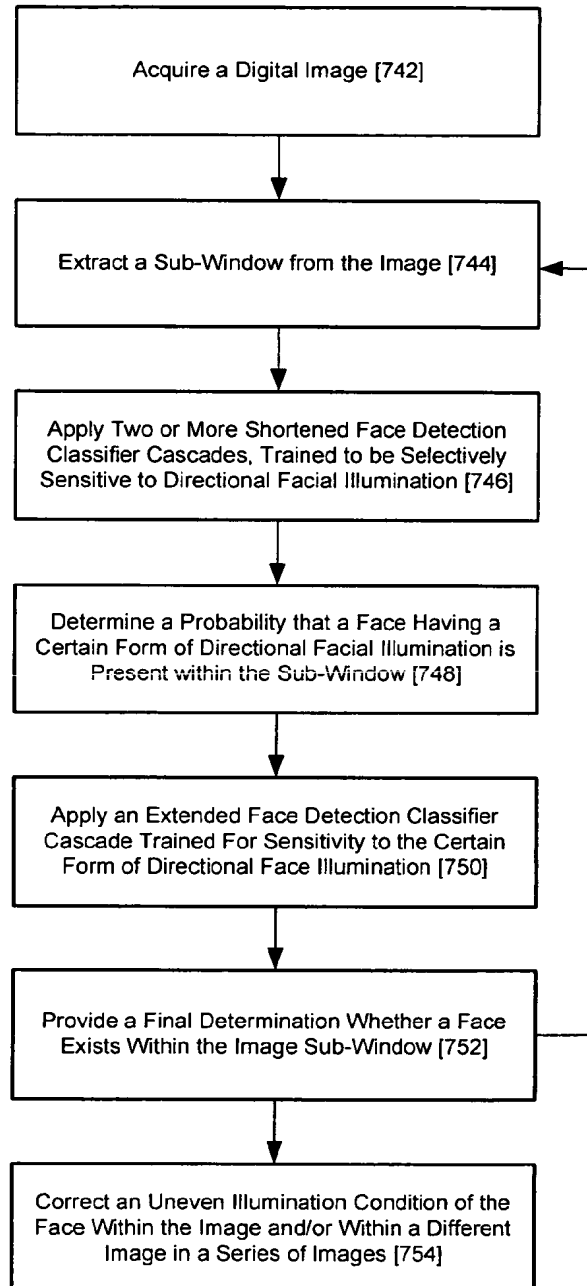 Acquire a Digital Image [742]
Extract a Sub-Window from the Image [744]
Apply Two or More Shortened Face Detection
Classifier Cascades, Trained to be Selectively
Sensitive to Directional Facial Illumination [746]
Determine a Probability that a Face Having a
Certain Form of Directional Facial Illumination is
Present within the Sub-Window [748]
Apply an Extended Face Detection Classifier
Cascade Trained For Sensitivity to the Certain
Form of Directional Face Illumination [750]
Provide a Final Determination Whether a Face
Exists Within the Image Sub-Window [752]
Correct an Uneven Illumination Condition of the
Face Within the Image and/or Within a Different
Image in a Series of Images [754]